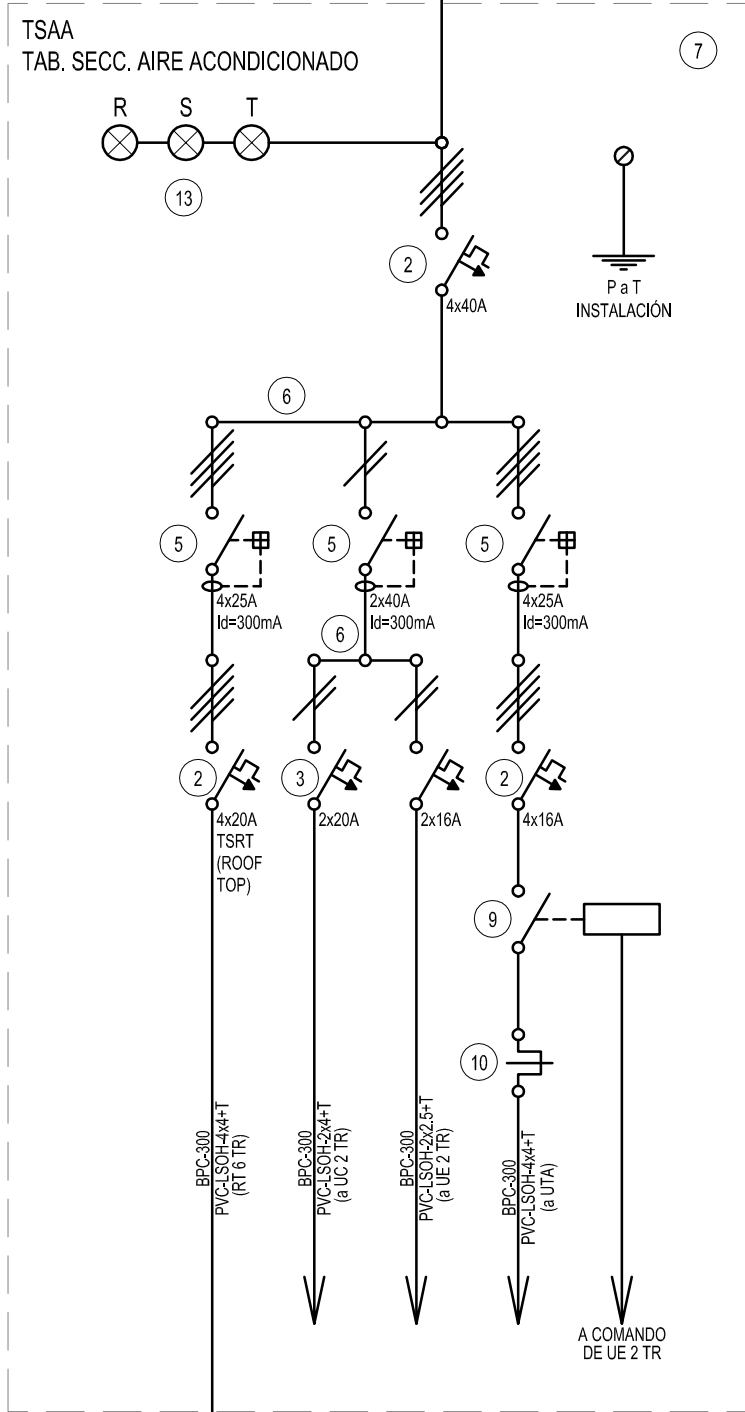 TSAA
TAB. SECC. AIRE ACONDICIONADO
7
R S T
13
2
4x40A
P a T
INSTALACIÓN
6
5
4x25A
Id=300mA
5
2x40A
Id=300mA
5
4x25A
Id=300mA
6
2
4x20A
TSRT
(ROOF
TOP)
3
2x20A
2x16A
2
4x16A
9
10
BPC-300
PVC-LSOH-4x4+T
(RT 6 TR)
BPC-300
PVC-LSOH-2x4+T
(a UC 2 TR)
BPC-300
PVC-LSOH-2x2.5+T
(a UE 2 TR)
BPC-300
PVC-LSOH-4x4+T
(a UTA)
A COMANDO
DE UE 2 TR